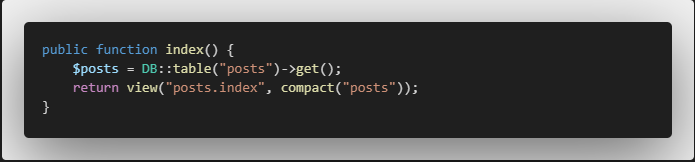 public function index() {
    $posts = DB::table("posts")->get();
    return view("posts.index", compact("posts"));
}